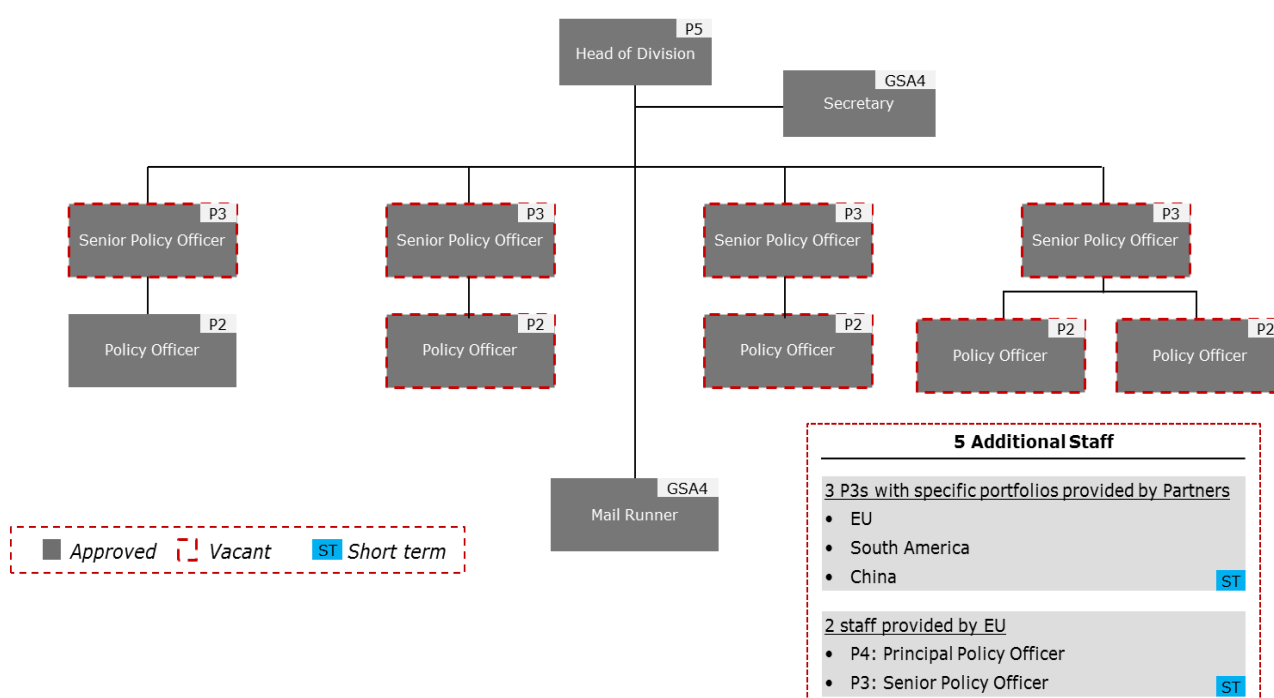 P5
Head of Division
GSA4
Secretary
P3
Senior Policy Officer
P3
Senior Policy Officer
P3
Senior Policy Officer
P3
Senior Policy Officer
P2
Policy Officer
P2
Policy Officer
P2
Policy Officer
P2
Policy Officer
P2
Policy Officer
GSA4
Mail Runner
Approved
Vacant
ST Short term
5 Additional Staff
3 P3s with specific portfolios provided by Partners
• EU
• South America
• China
ST
2 staff provided by EU
• P4: Principal Policy Officer
• P3: Senior Policy Officer
ST